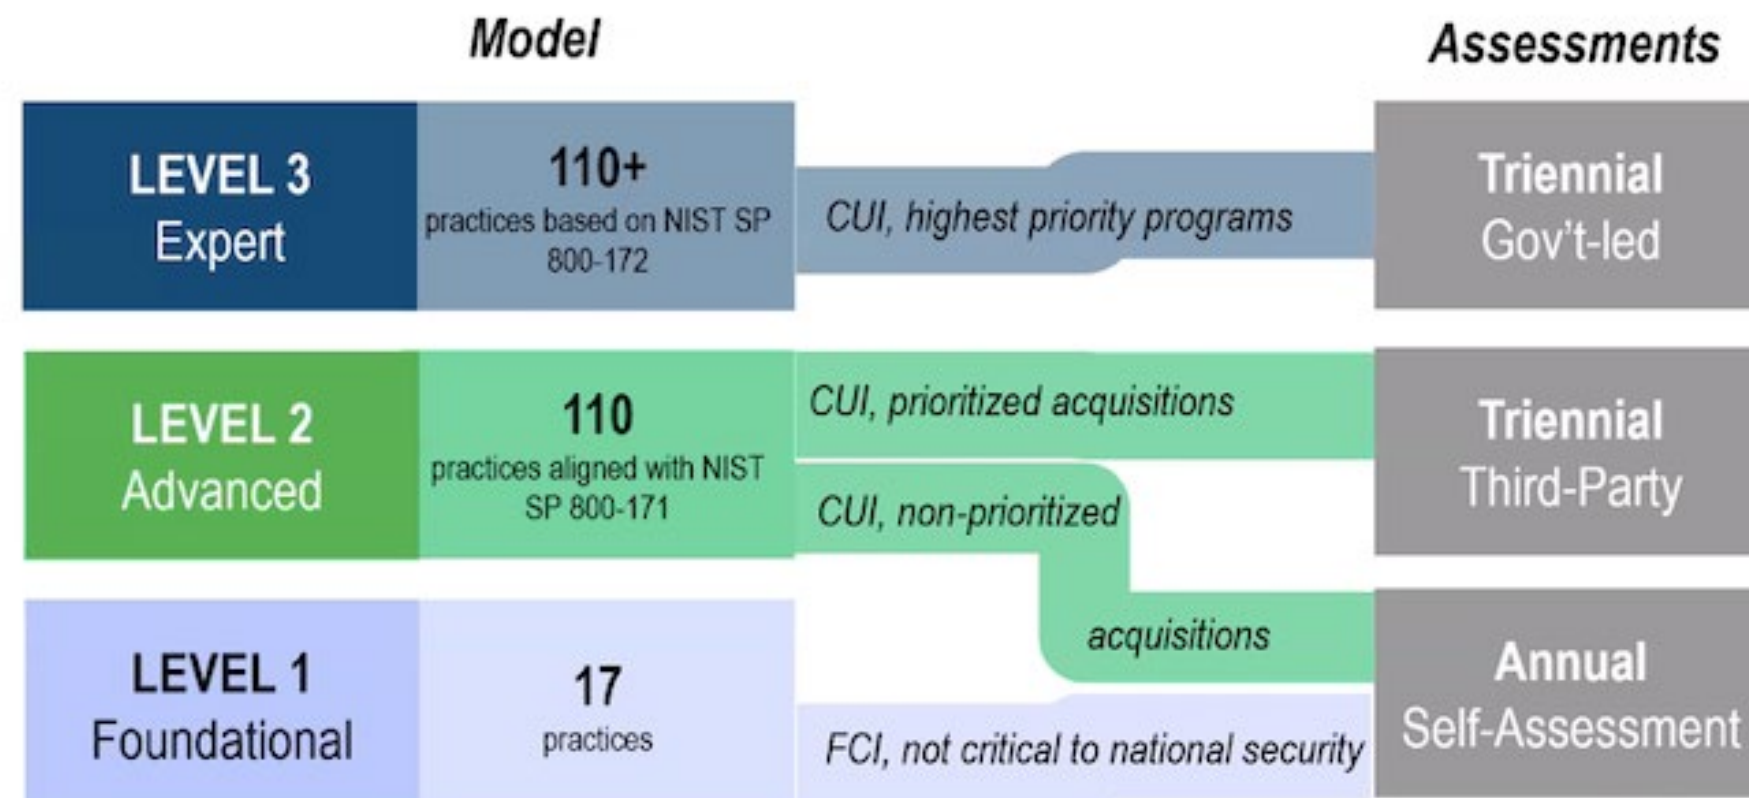 Model
Assessments
LEVEL 3
Expert
110+
practices based on NIST SP
800-172
CUI, highest priority programs
Triennial
Gov't-led
LEVEL 2
Advanced
110
practices aligned with NIST
SP 800-171
CUI, prioritized acquisitions
CUI, non-prioritized
acquisitions
Triennial
Third-Party
LEVEL 1
Foundational
17
practices
FCI, not critical to national security
Annual
Self-Assessment